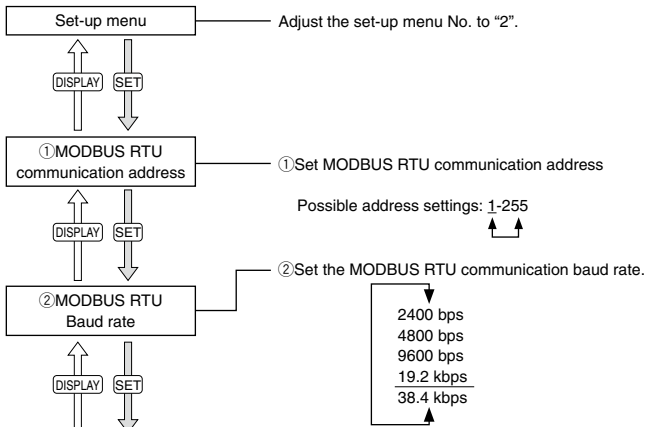 Set-up menu
Adjust the set-up menu No. to “2”.
DISPLAY SET
①MODBUS RTU
communication address
①Set MODBUS RTU communication address
Possible address settings: 1-255
DISPLAY SET
②MODBUS RTU
Baud rate
②Set the MODBUS RTU communication baud rate.
2400 bps
4800 bps
9600 bps
19.2 kbps
38.4 kbps
DISPLAY SET